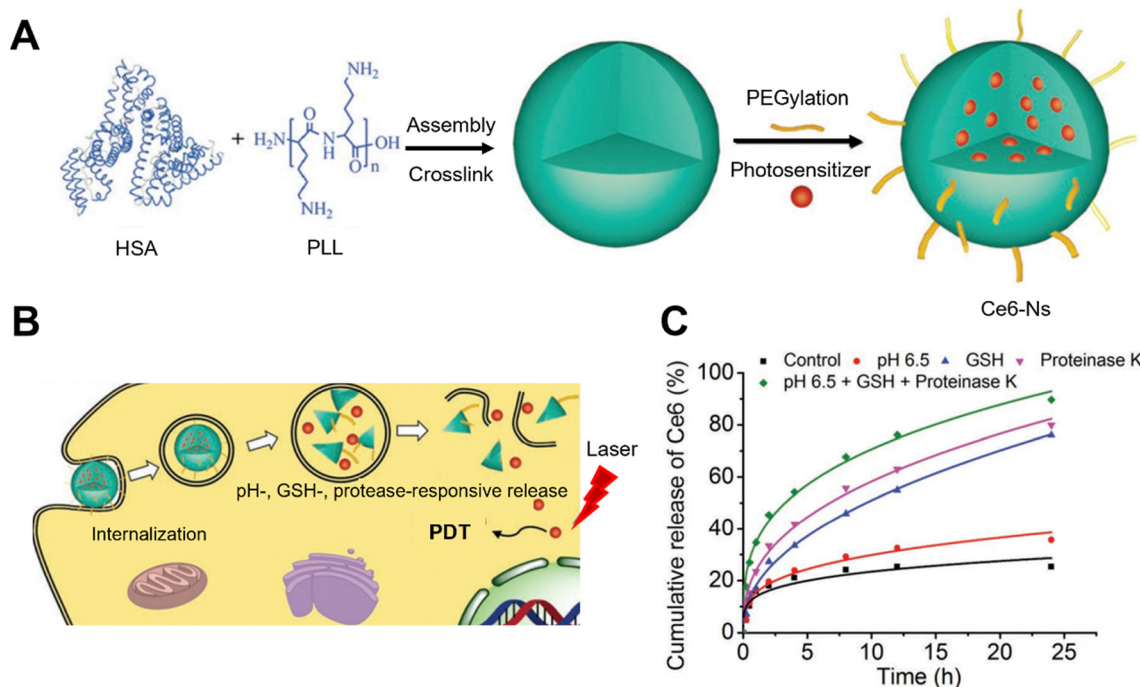 A
HSA
+
H₂N
NH₂
O
H
N
N
H
O
OH
n
NH₂
PLL
Assembly
Crosslink
PEGylation
Photosensitizer
Ce6-Ns
B
Internalization
pH-, GSH-, protease-responsive release
PDT
Laser
C
Control pH 6.5 GSH Proteinase K
pH 6.5 + GSH + Proteinase K
Cumulative release of Ce6 (%)
100
80
60
40
20
0
0 5 10 15 20 25
Time (h)